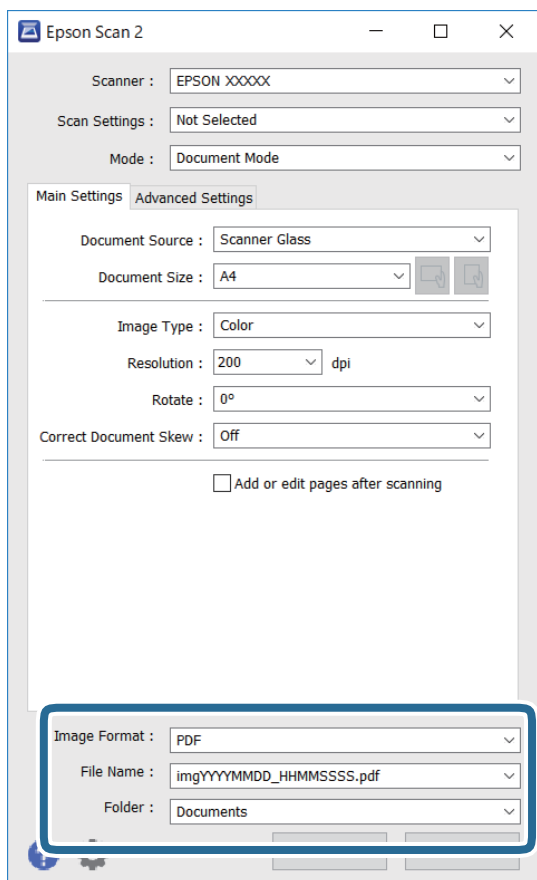 Epson Scan 2
Scanner : EPSON XXXXX
Scan Settings : Not Selected
Mode : Document Mode
Main Settings Advanced Settings
Document Source : Scanner Glass
Document Size : A4
Image Type : Color
Resolution : 200 dpi
Rotate : 0°
Correct Document Skew : Off
Add or edit pages after scanning
Image Format : PDF
File Name : imgYYYYMMDD_HHMMSSSS.pdf
Folder : Documents